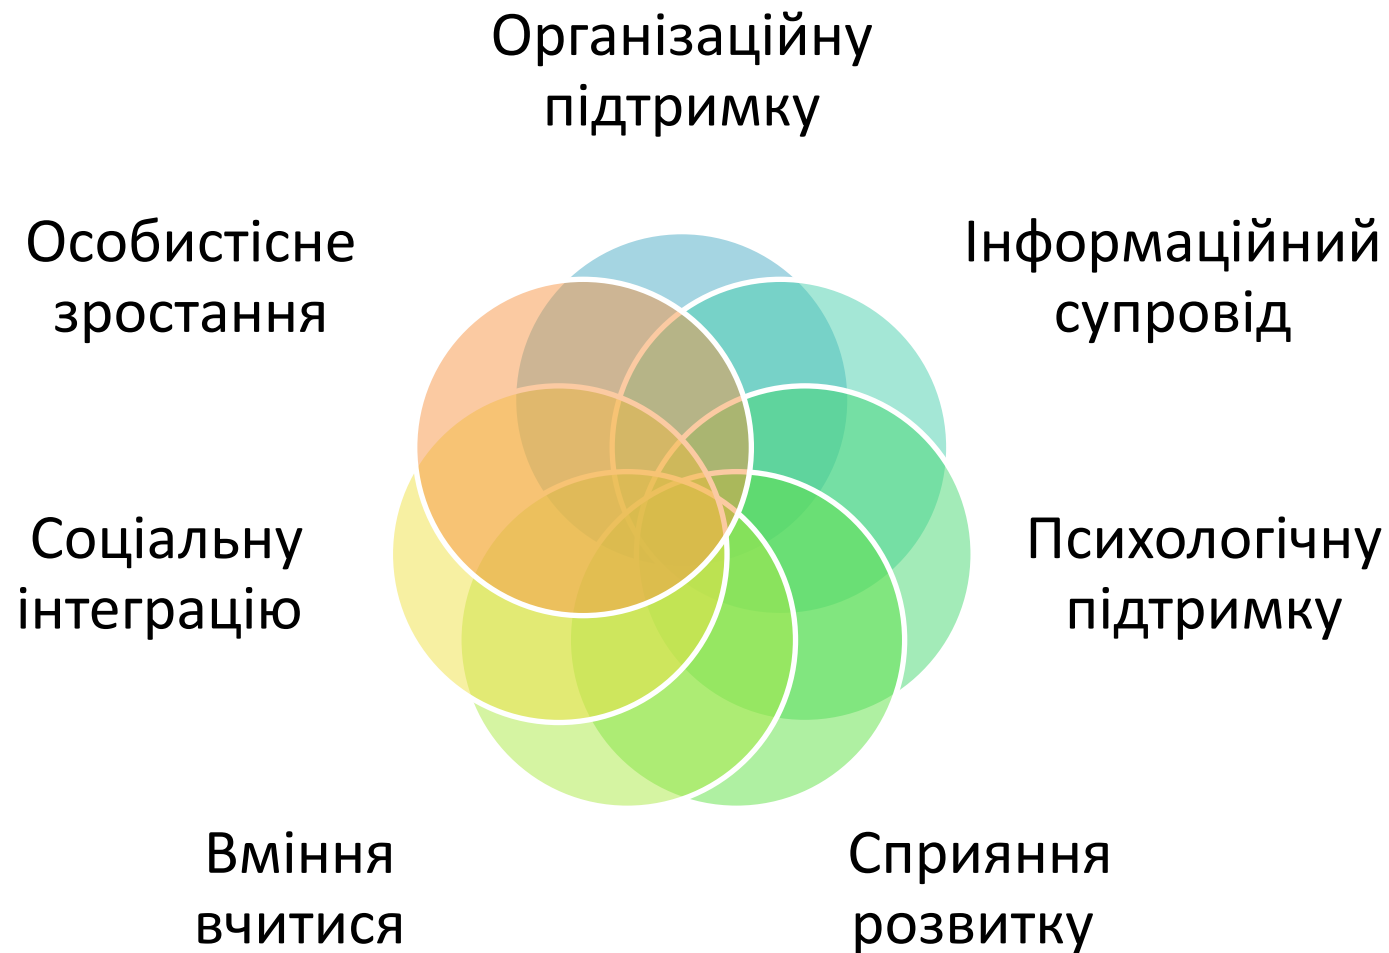 Організаційну
підтримку
Інформаційний
супровід
Психологічну
підтримку
Сприяння
розвитку
Вміння
вчитися
Соціальну
інтеграцію
Особистісне
зростання